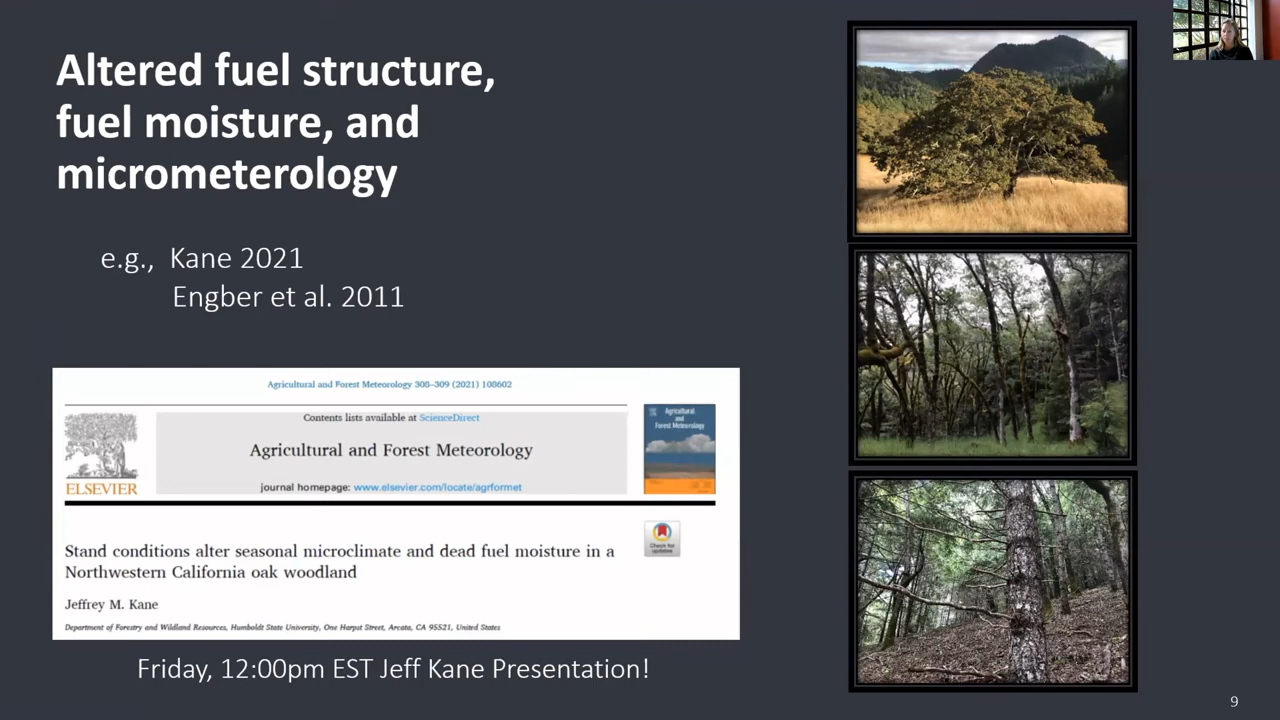 Altered fuel structure,
fuel moisture, and
micrometerology
e.g., Kane 2021
Engber et al. 2011
Agricultural and Forest Meteorology 308–309 (2021) 108602
Contents lists available at ScienceDirect
Agricultural and Forest Meteorology
journal homepage: www.elsevier.com/locate/agrformet
ELSEVIER
Agricultural
and
Forest Meteorology
Check for
updates
Stand conditions alter seasonal microclimate and dead fuel moisture in a
Northwestern California oak woodland
Jeffrey M. Kane
Department of Forestry and Wildland Resources, Humboldt State University, One Harpst Street, Arcata, CA 95521, United States
Friday, 12:00pm EST Jeff Kane Presentation!
9